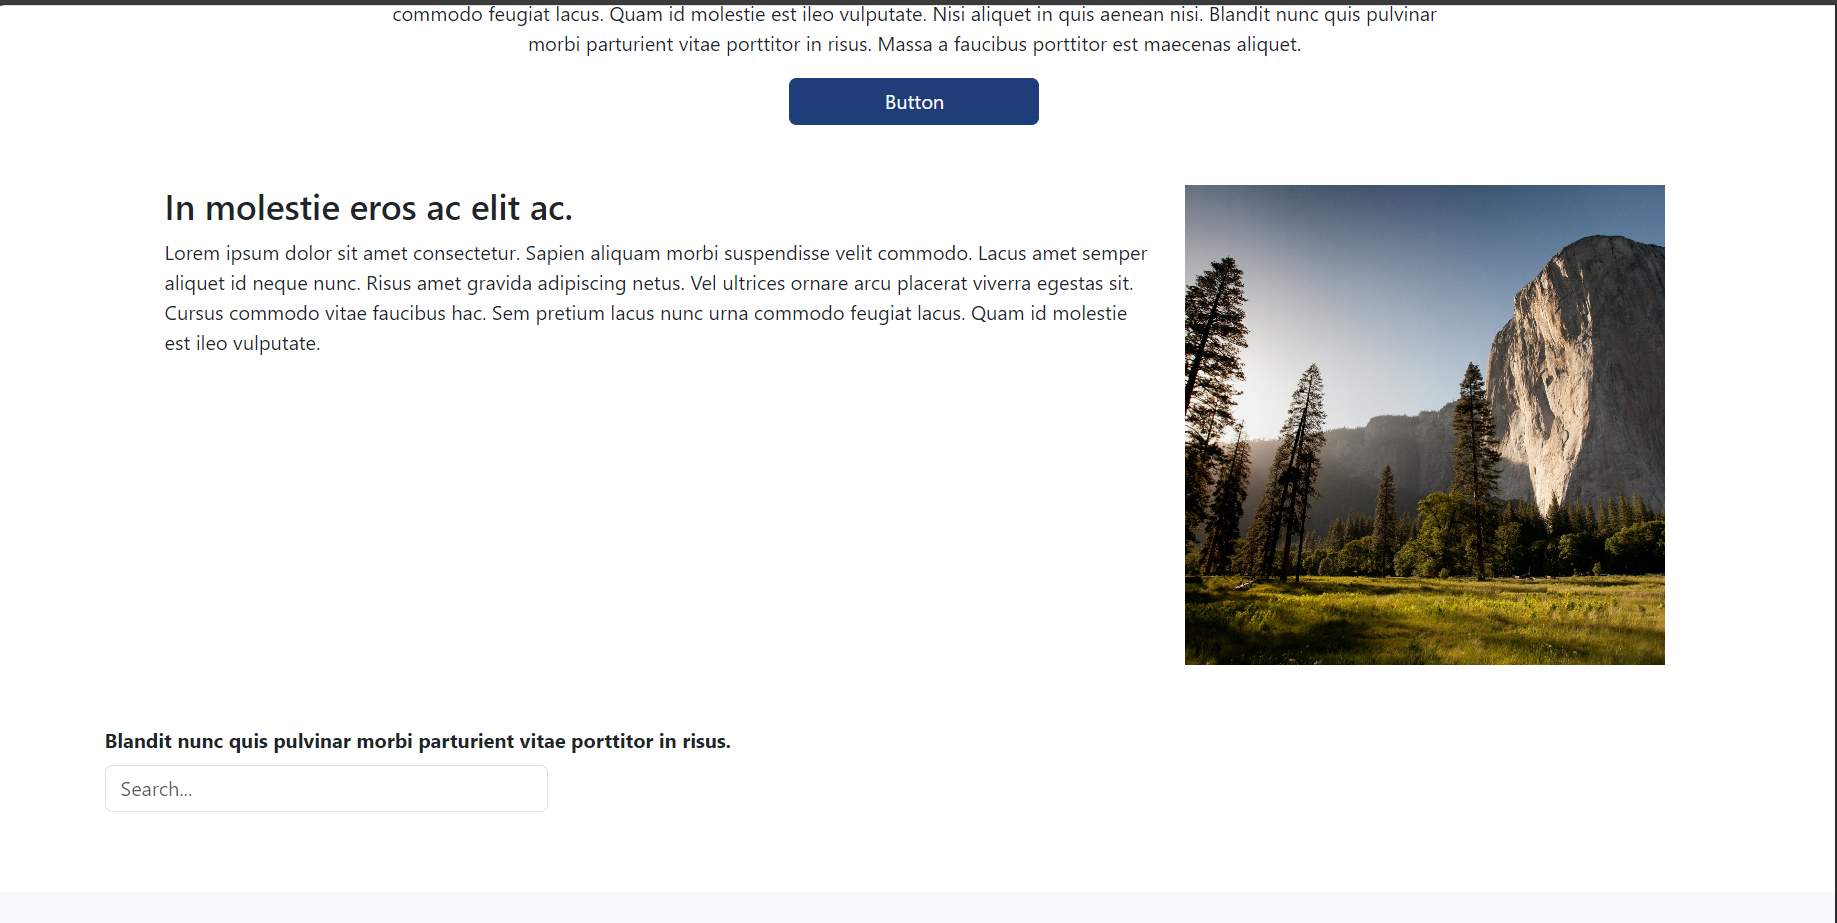 commodo feugiat lacus. Quam id molestie est ileo vulputate. Nisi aliquet in quis aenean nisi. Blandit nunc quis pulvinar
morbi parturient vitae porttitor in risus. Massa a faucibus porttitor est maecenas aliquet.
Button
In molestie eros ac elit ac.
Lorem ipsum dolor sit amet consectetur. Sapien aliquam morbi suspendisse velit commodo. Lacus amet semper
aliquet id neque nunc. Risus amet gravida adipiscing netus. Vel ultrices ornare arcu placerat viverra egestas sit.
Cursus commodo vitae faucibus hac. Sem pretium lacus nunc urna commodo feugiat lacus. Quam id molestie
est ileo vulputate.
Blandit nunc quis pulvinar morbi parturient vitae porttitor in risus.
Search...